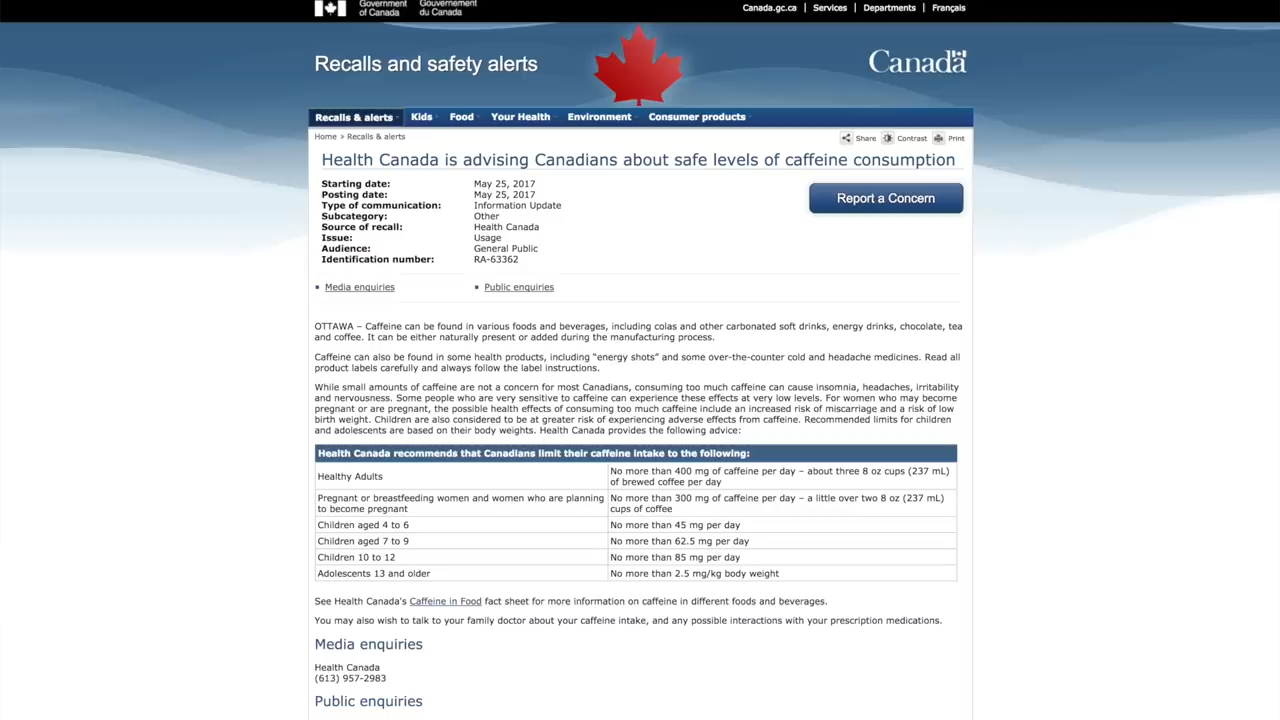 Government of Canada
Gouvernement du Canada
Canada.gc.ca | Services | Departments | Français
Recalls and safety alerts
Canada
Recalls & alerts
Kids
Food
Your Health
Environment
Consumer products
Home > Recalls & alerts
Share
Contrast
Print
Health Canada is advising Canadians about safe levels of caffeine consumption
Starting date: May 25, 2017
Posting date: May 25, 2017
Type of communication: Information Update
Subcategory: Other
Source of recall: Health Canada
Issue: Usage
Audience: General Public
Identification number: RA-63362
Report a Concern
Media enquiries
Public enquiries
OTTAWA – Caffeine can be found in various foods and beverages, including colas and other carbonated soft drinks, energy drinks, chocolate, tea
and coffee. It can be either naturally present or added during the manufacturing process.
Caffeine can also be found in some health products, including “energy shots” and some over-the-counter cold and headache medicines. Read all
product labels carefully and always follow the label instructions.
While small amounts of caffeine are not a concern for most Canadians, consuming too much caffeine can cause insomnia, headaches, irritability
and nervousness. Some people who are very sensitive to caffeine can experience these effects at very low levels. For women who may become
pregnant or are pregnant, the possible health effects of consuming too much caffeine include an increased risk of miscarriage and a risk of low
birth weight. Children are also considered to be at greater risk of experiencing adverse effects from caffeine. Recommended limits for children
and adolescents are based on their body weights. Health Canada provides the following advice:
Health Canada recommends that Canadians limit their caffeine intake to the following:
Healthy Adults
No more than 400 mg of caffeine per day – about three 8 oz cups (237 mL)
of brewed coffee per day
Pregnant or breastfeeding women and women who are planning
to become pregnant
No more than 300 mg of caffeine per day – a little over two 8 oz (237 mL)
cups of coffee
Children aged 4 to 6
No more than 45 mg per day
Children aged 7 to 9
No more than 62.5 mg per day
Children 10 to 12
No more than 85 mg per day
Adolescents 13 and older
No more than 2.5 mg/kg body weight
See Health Canada's Caffeine in Food fact sheet for more information on caffeine in different foods and beverages.
You may also wish to talk to your family doctor about your caffeine intake, and any possible interactions with your prescription medications.
Media enquiries
Health Canada
(613) 957-2983
Public enquiries